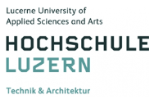 Lucerne University of
Applied Sciences and Arts
HOCHSCHULE
LUZERN
Technik & Architektur